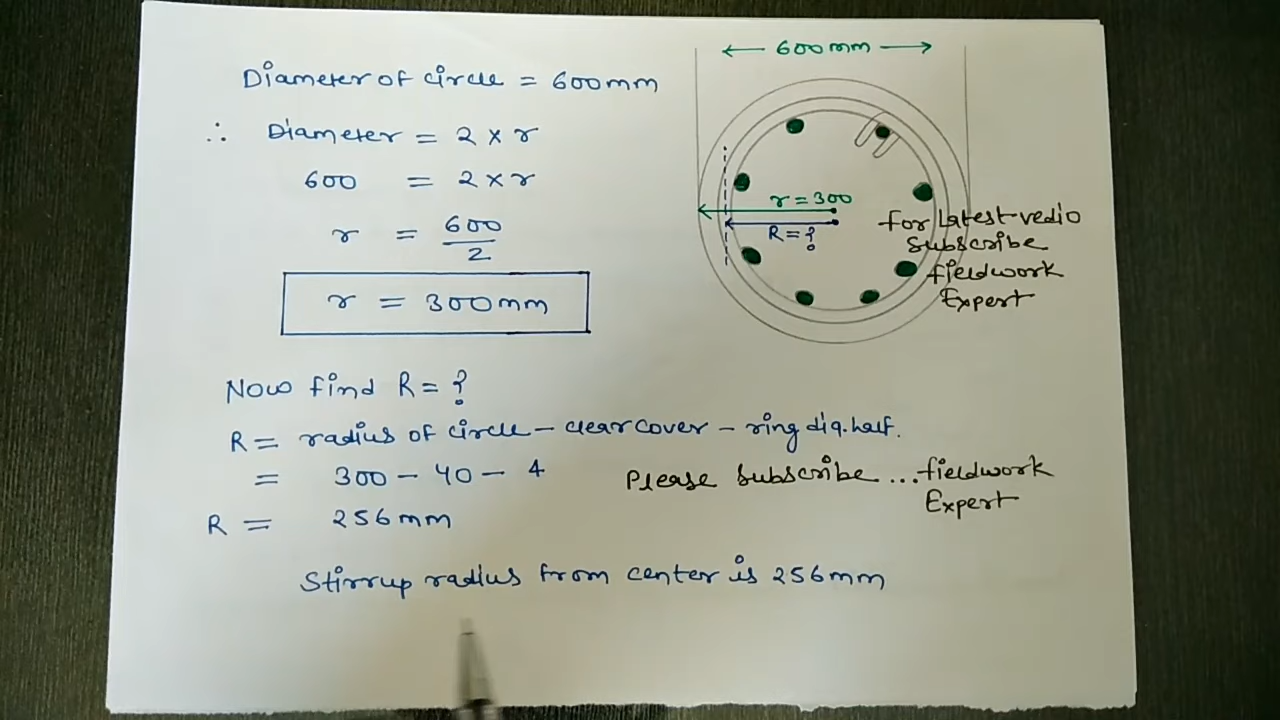 Diameter of circle = 600mm
∴ Diameter = 2 × r
600 = 2 × r
r = 600
2
r = 300mm
Now find R = ?
R = radius of circle - clearcover - ring dia.half.
= 300 - 40 - 4
R = 256mm
Stirrup radius from center is 256mm
600mm
r = 300
R = ?
for Latest vedio
Subscribe
fieldwork
Expert
Please Subscribe ... fieldwork
Expert